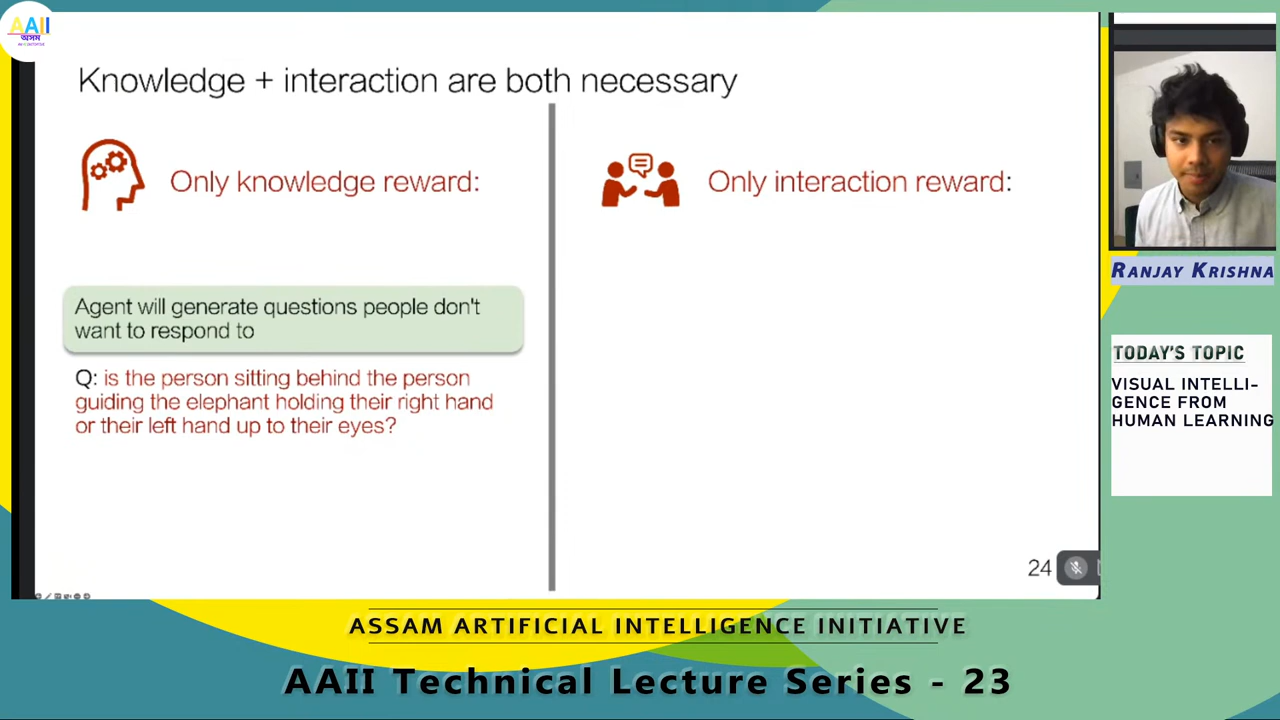 AAII
অসম
Knowledge + interaction are both necessary
Only knowledge reward:
Only interaction reward:
Agent will generate questions people don't
want to respond to
Q: is the person sitting behind the person
guiding the elephant holding their right hand
or their left hand up to their eyes?
24
RANJAY KRISHNA
TODAY'S TOPIC
VISUAL INTELLI-
GENCE FROM
HUMAN LEARNING
ASSAM ARTIFICIAL INTELLIGENCE INITIATIVE
AAII Technical Lecture Series - 23